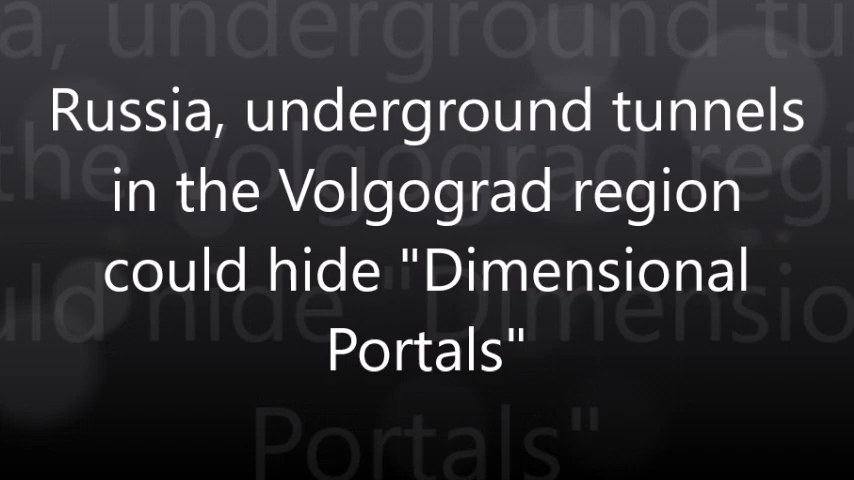 Russia, underground tunnels
in the Volgograd region
could hide "Dimensional
Portals"